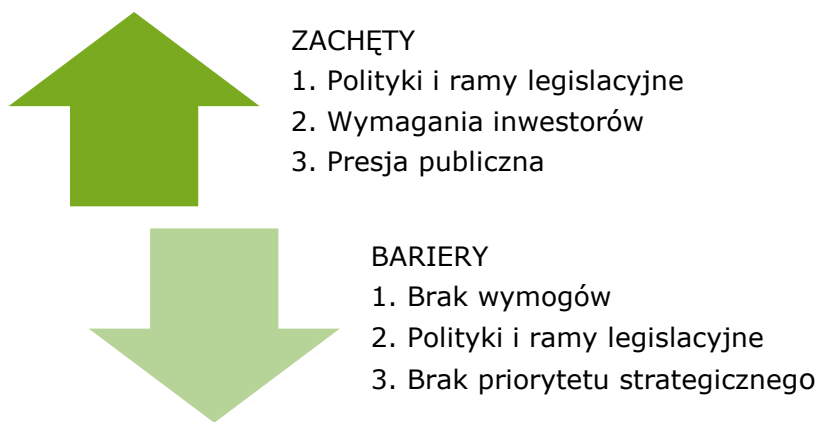 ZACHĘTY
1. Polityki i ramy legislacyjne
2. Wymagania inwestorów
3. Presja publiczna
BARIERY
1. Brak wymogów
2. Polityki i ramy legislacyjne
3. Brak priorytetu strategicznego